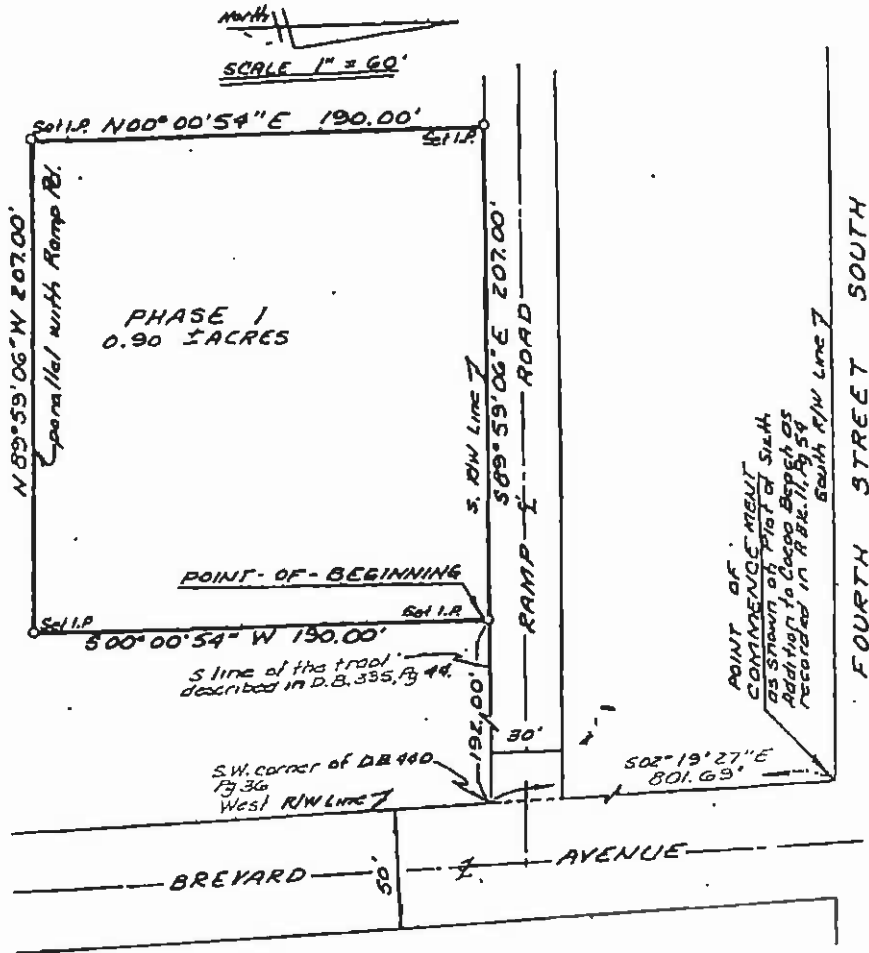 North
SCALE 1" = 60'
Set I.P. N00°00'54"E 190.00'
Set I.P.
N89°59'06"W 207.00'
parallel with Ramp Rd.
PHASE 1
0.90 ± ACRES
S. R/W Line
S89°59'06"E 207.00'
RAMP ROAD
POINT-OF-BEGINNING
Set I.P.
Set I.P.
S00°00'54"W 190.00'
S line of the tract
described in D.B. 335, Pg 44.
192.00'
30'
S.W. corner of DB 440
Pg 36
West R/W Line
S02°19'27"E
801.69'
POINT OF
COMMENCEMENT
as shown on Plat of Sixth
Addition to Cocoa Beach as
recorded in P.BK. 11, Pg 54
South R/W Line
FOURTH STREET SOUTH
BREVARD AVENUE
50'